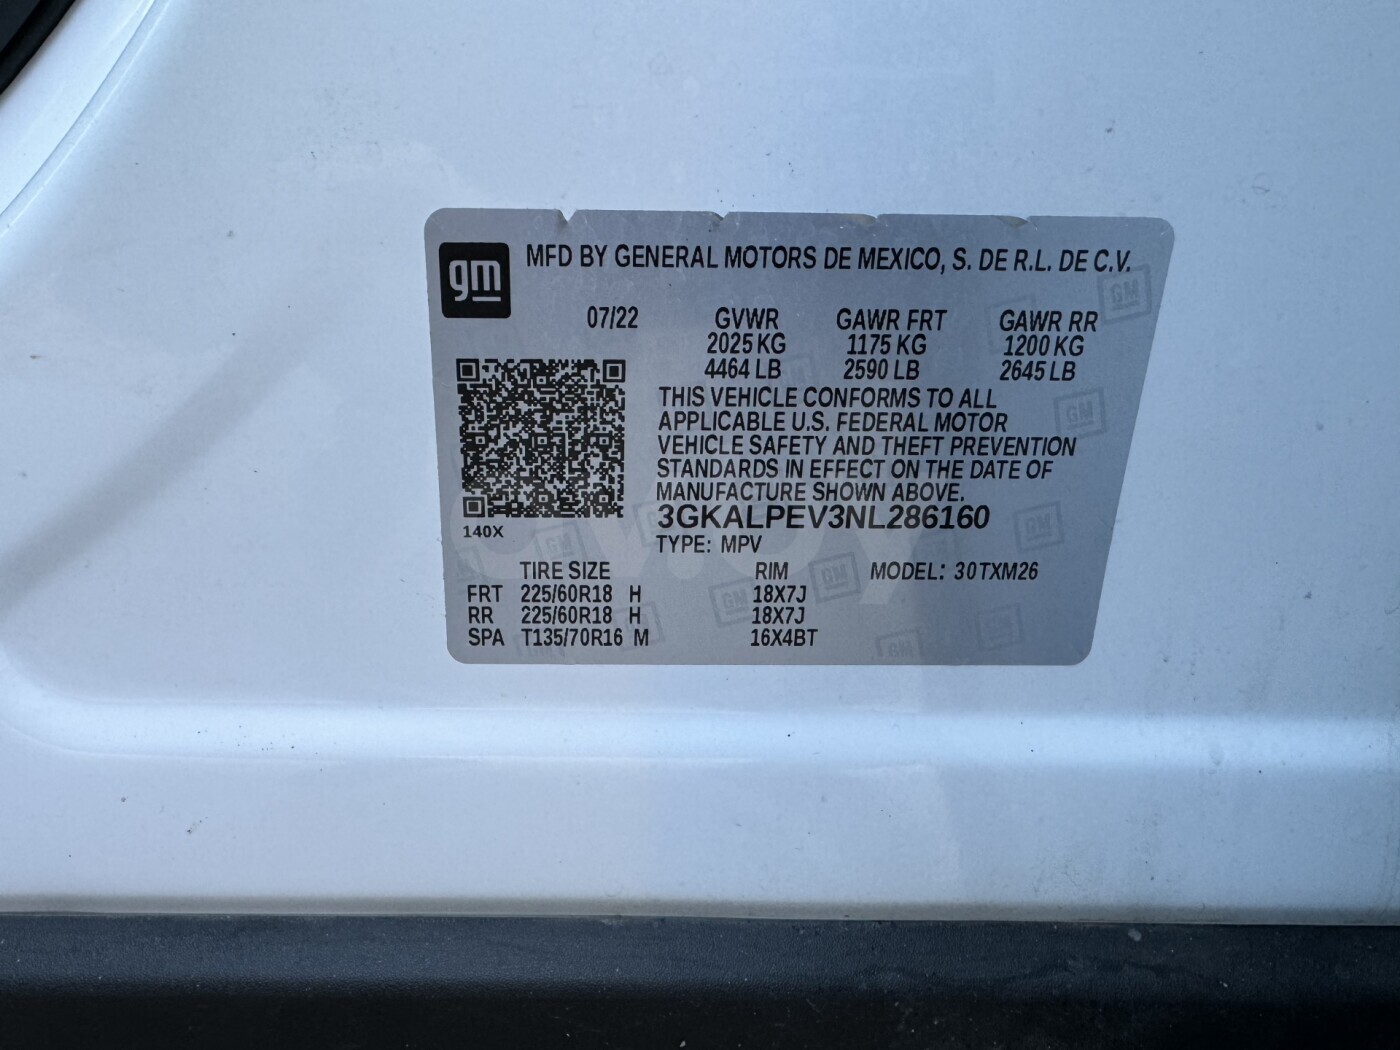 gm MFD BY GENERAL MOTORS DE MEXICO, S. DE R.L. DE C.V.
07/22 GVWR GAWR FRT GAWR RR
2025 KG 1175 KG 1200 KG
4464 LB 2590 LB 2645 LB
THIS VEHICLE CONFORMS TO ALL
APPLICABLE U.S. FEDERAL MOTOR
VEHICLE SAFETY AND THEFT PREVENTION
STANDARDS IN EFFECT ON THE DATE OF
MANUFACTURE SHOWN ABOVE.
3GKALPEV3NL286160
140X
TYPE: MPV
TIRE SIZE RIM MODEL: 30TXM26
FRT 225/60R18 H 18X7J
RR 225/60R18 H 18X7J
SPA T135/70R16 M 16X4BT